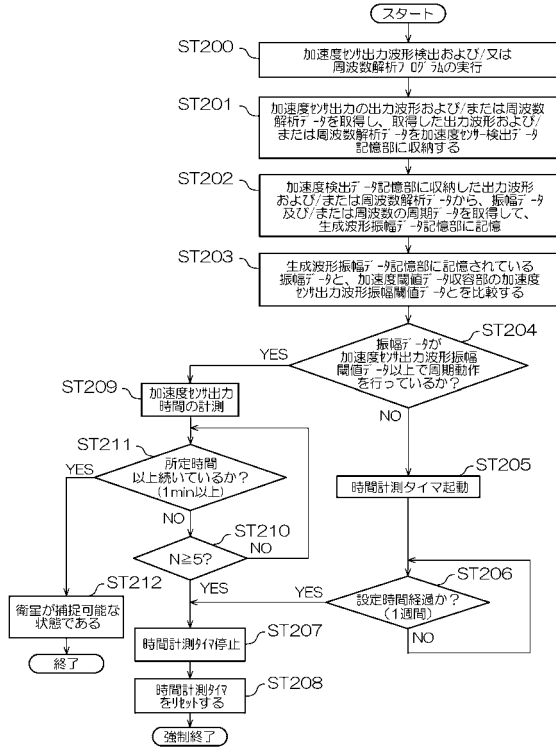 スタート
ST200
加速度ｾﾝｻ出力波形検出および/又は
周波数解析ﾌﾟﾛｸﾞﾗﾑの実行
ST201
加速度ｾﾝｻ出力の出力波形および/または周波数
解析ﾃﾞｰﾀを取得し、取得した出力波形および/
または周波数解析ﾃﾞｰﾀを加速度ｾﾝｻｰ検出ﾃﾞｰﾀ
記憶部に収納する
ST202
加速度検出ﾃﾞｰﾀ記憶部に収納した出力波形
および/または周波数解析ﾃﾞｰﾀから、振幅ﾃﾞｰﾀ
及び/または周波数の周期ﾃﾞｰﾀを取得して、
生成波形振幅ﾃﾞｰﾀ記憶部に記憶
ST203
生成波形振幅ﾃﾞｰﾀ記憶部に記憶されている
振幅ﾃﾞｰﾀと、加速度閾値ﾃﾞｰﾀ収容部の加速度
ｾﾝｻ出力波形振幅閾値ﾃﾞｰﾀとを比較する
ST204
振幅ﾃﾞｰﾀが
加速度ｾﾝｻ出力波形振幅
閾値ﾃﾞｰﾀ以上で周期動作
を行っているか？
YES
NO
ST209
加速度ｾﾝｻ出力
時間の計測
ST211
所定時間
以上続いているか？
(1min以上)
YES
NO
ST205
時間計測ﾀｲﾏ起動
ST210
N≧5?
NO
YES
ST206
設定時間経過か？
(1週間)
YES
NO
ST212
衛星が捕捉可能な
状態である
終了
ST207
時間計測ﾀｲﾏ停止
ST208
時間計測ﾀｲﾏ
をﾘｾｯﾄする
強制終了